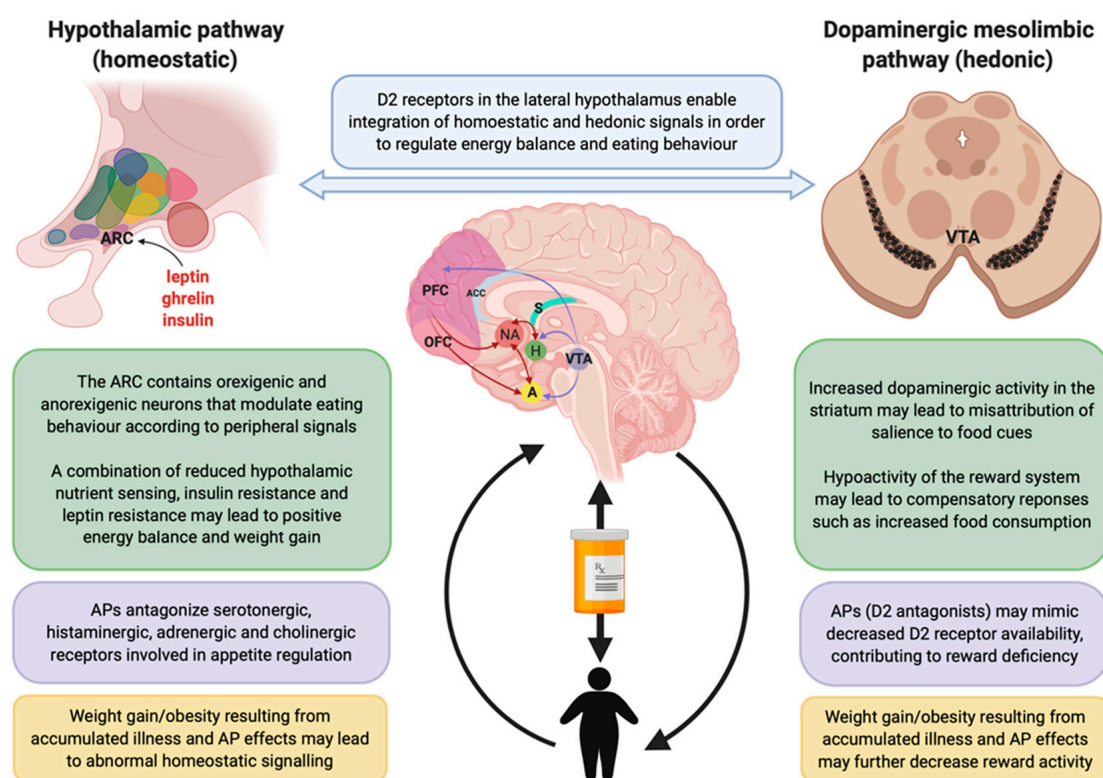 Hypothalamic pathway
(homeostatic)
Dopaminergic mesolimbic
pathway (hedonic)
D2 receptors in the lateral hypothalamus enable
integration of homoestatic and hedonic signals in order
to regulate energy balance and eating behaviour
ARC
leptin
ghrelin
insulin
VTA
PFC
ACC
S
OFC
NA
H
VTA
A
The ARC contains orexigenic and
anorexigenic neurons that modulate eating
behaviour according to peripheral signals
A combination of reduced hypothalamic
nutrient sensing, insulin resistance and
leptin resistance may lead to positive
energy balance and weight gain
Increased dopaminergic activity in the
striatum may lead to misattribution of
salience to food cues
Hypoactivity of the reward system
may lead to compensatory reponses
such as increased food consumption
Rx
APs antagonize serotonergic,
histaminergic, adrenergic and cholinergic
receptors involved in appetite regulation
APs (D2 antagonists) may mimic
decreased D2 receptor availability,
contributing to reward deficiency
Weight gain/obesity resulting from
accumulated illness and AP effects may lead
to abnormal homeostatic signalling
Weight gain/obesity resulting from
accumulated illness and AP effects
may further decrease reward activity